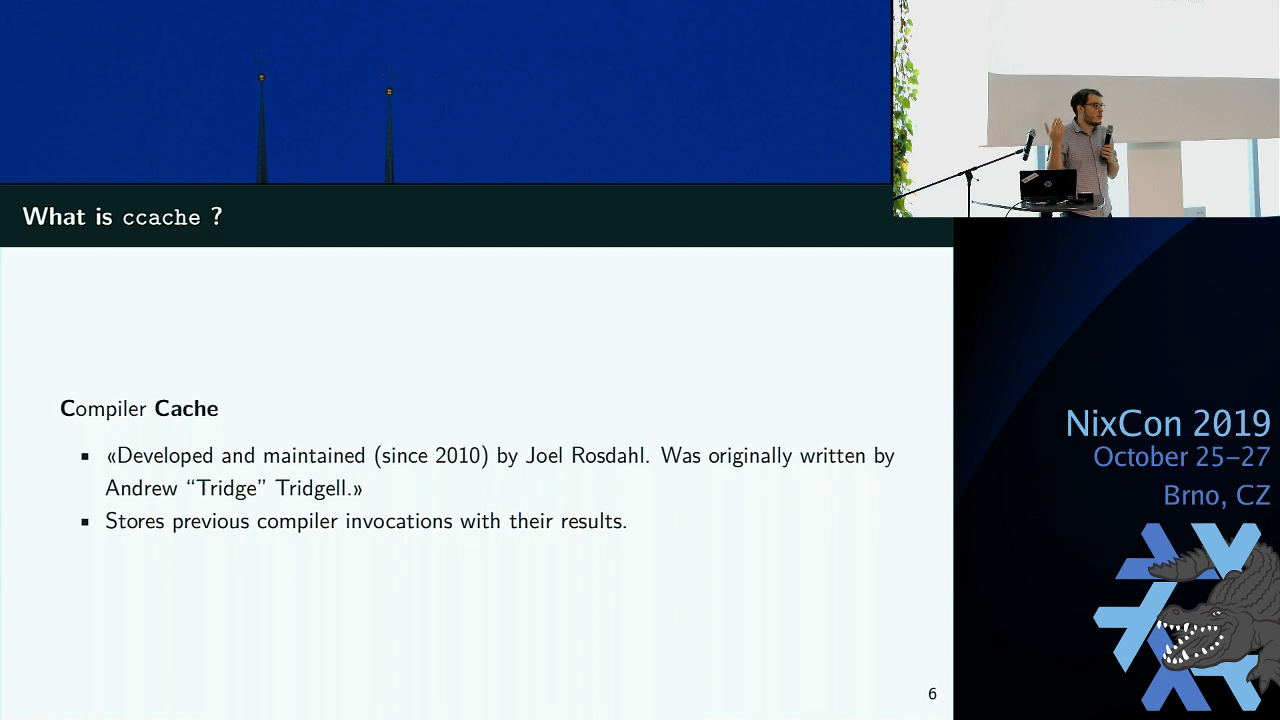 What is ccache ?
Compiler Cache
▪ «Developed and maintained (since 2010) by Joel Rosdahl. Was originally written by
Andrew “Tridge” Tridgell.»
▪ Stores previous compiler invocations with their results.
6
NixCon 2019
October 25–27
Brno, CZ